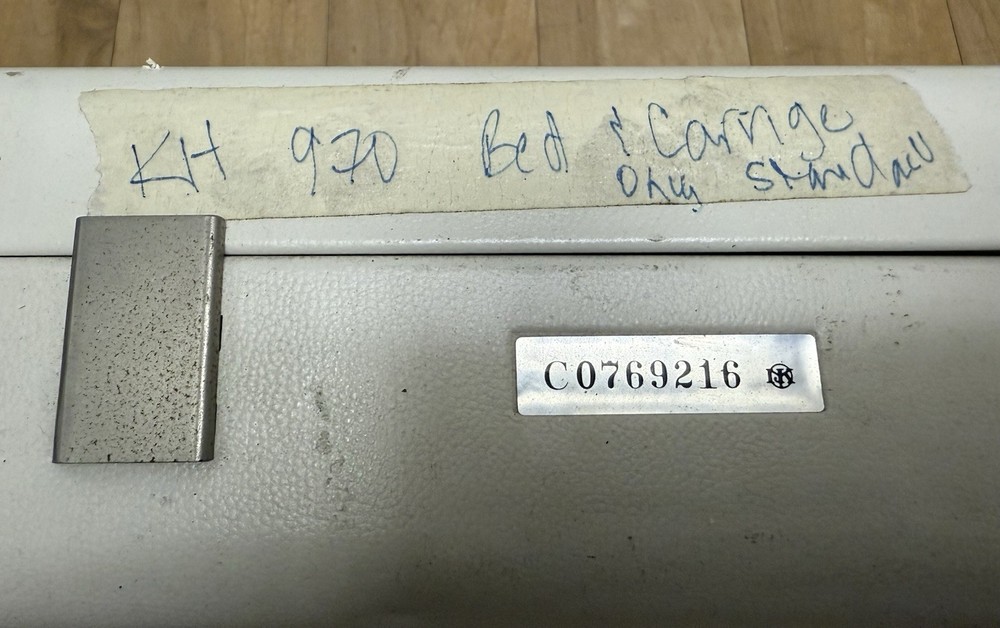 KH 970 Bed & Carrige
Only standard
C0769216